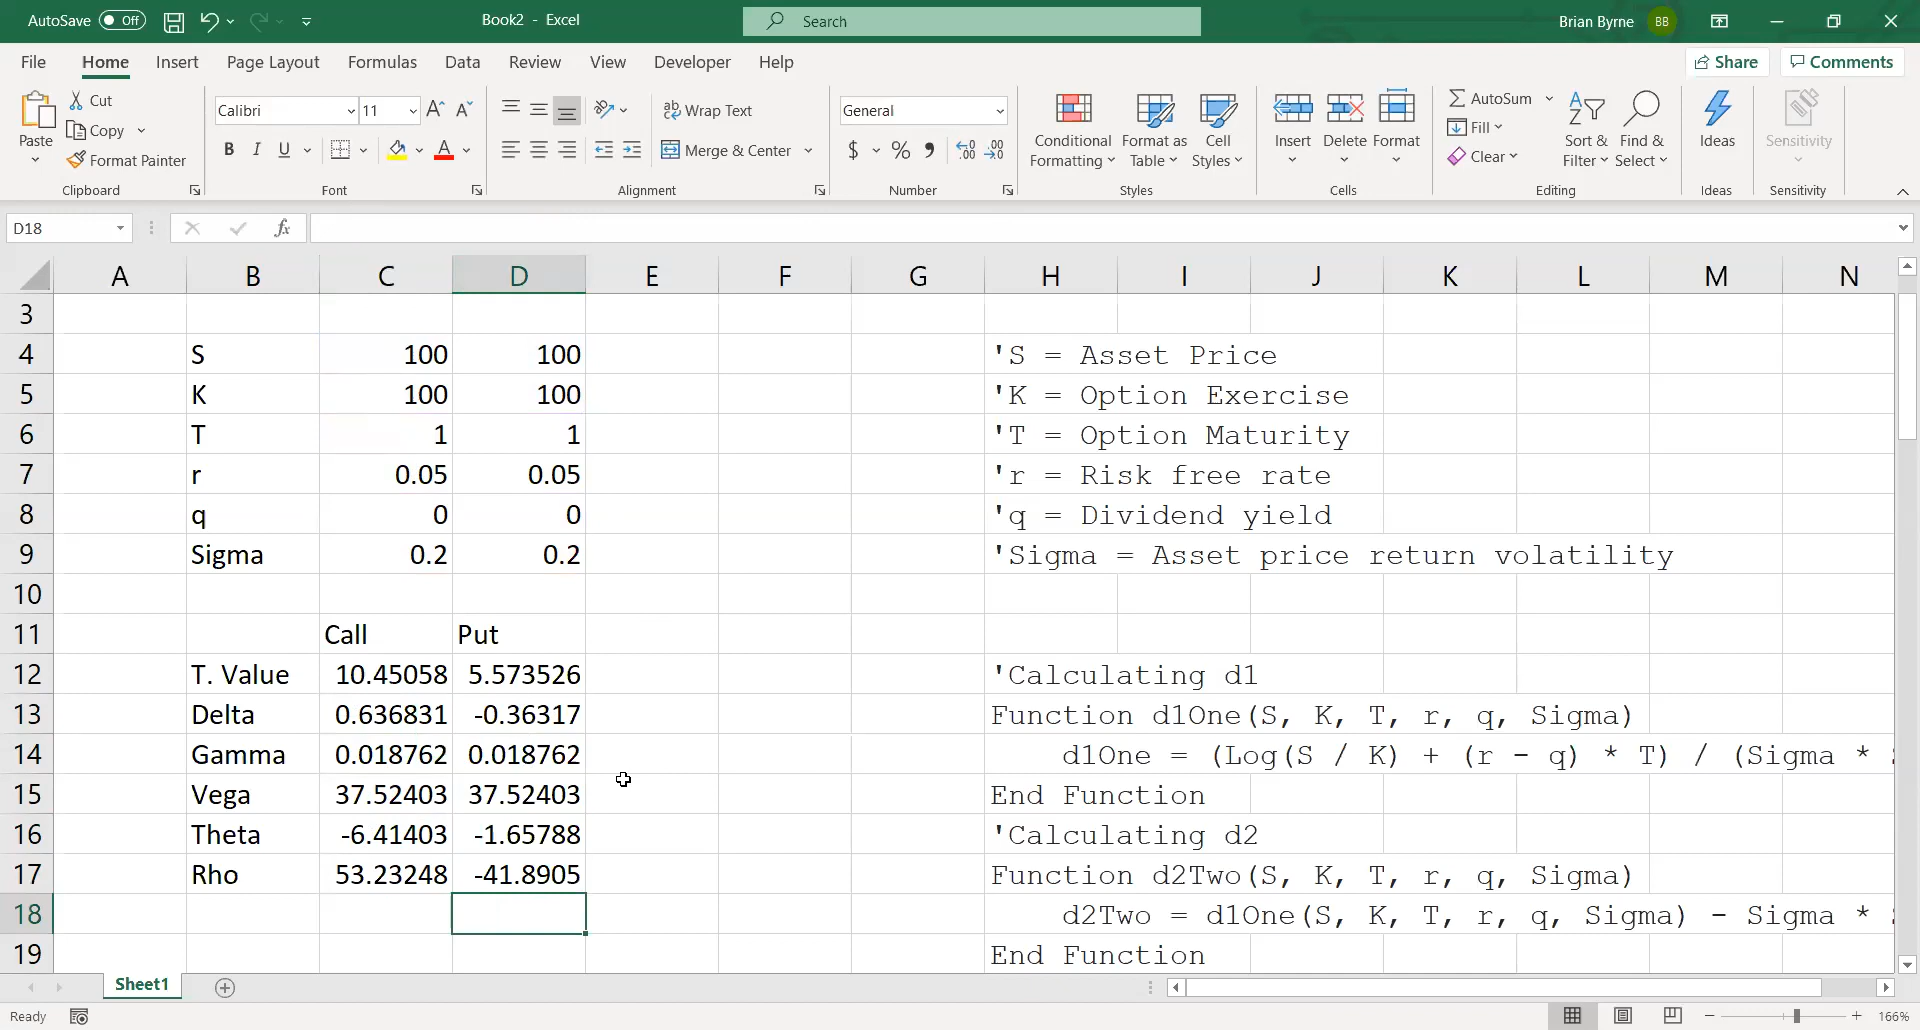 AutoSave Off Book2 - Excel Search Brian Byrne BB
File Home Insert Page Layout Formulas Data Review View Developer Help Share Comments
Paste Cut Copy Format Painter Clipboard
Calibri 11 B I U Font
Wrap Text Merge & Center Alignment
General $ % Number
Conditional Formatting Format as Table Cell Styles Styles
Insert Delete Format Cells
AutoSum Fill Clear Sort & Filter Find & Select Editing
Ideas Ideas
Sensitivity Sensitivity
D18 fx
A B C D E F G H I J K L M N
3
4 S 100 100 'S = Asset Price
5 K 100 100 'K = Option Exercise
6 T 1 1 'T = Option Maturity
7 r 0.05 0.05 'r = Risk free rate
8 q 0 0 'q = Dividend yield
9 Sigma 0.2 0.2 'Sigma = Asset price return volatility
10
11 Call Put
12 T. Value 10.45058 5.573526 'Calculating d1
13 Delta 0.636831 -0.36317 Function d1One(S, K, T, r, q, Sigma)
14 Gamma 0.018762 0.018762 d1One = (Log(S / K) + (r - q) * T) / (Sigma *
15 Vega 37.52403 37.52403 End Function
16 Theta -6.41403 -1.65788 'Calculating d2
17 Rho 53.23248 -41.8905 Function d2Two(S, K, T, r, q, Sigma)
18 d2Two = d1One(S, K, T, r, q, Sigma) - Sigma *
19 End Function
Sheet1
Ready 166%